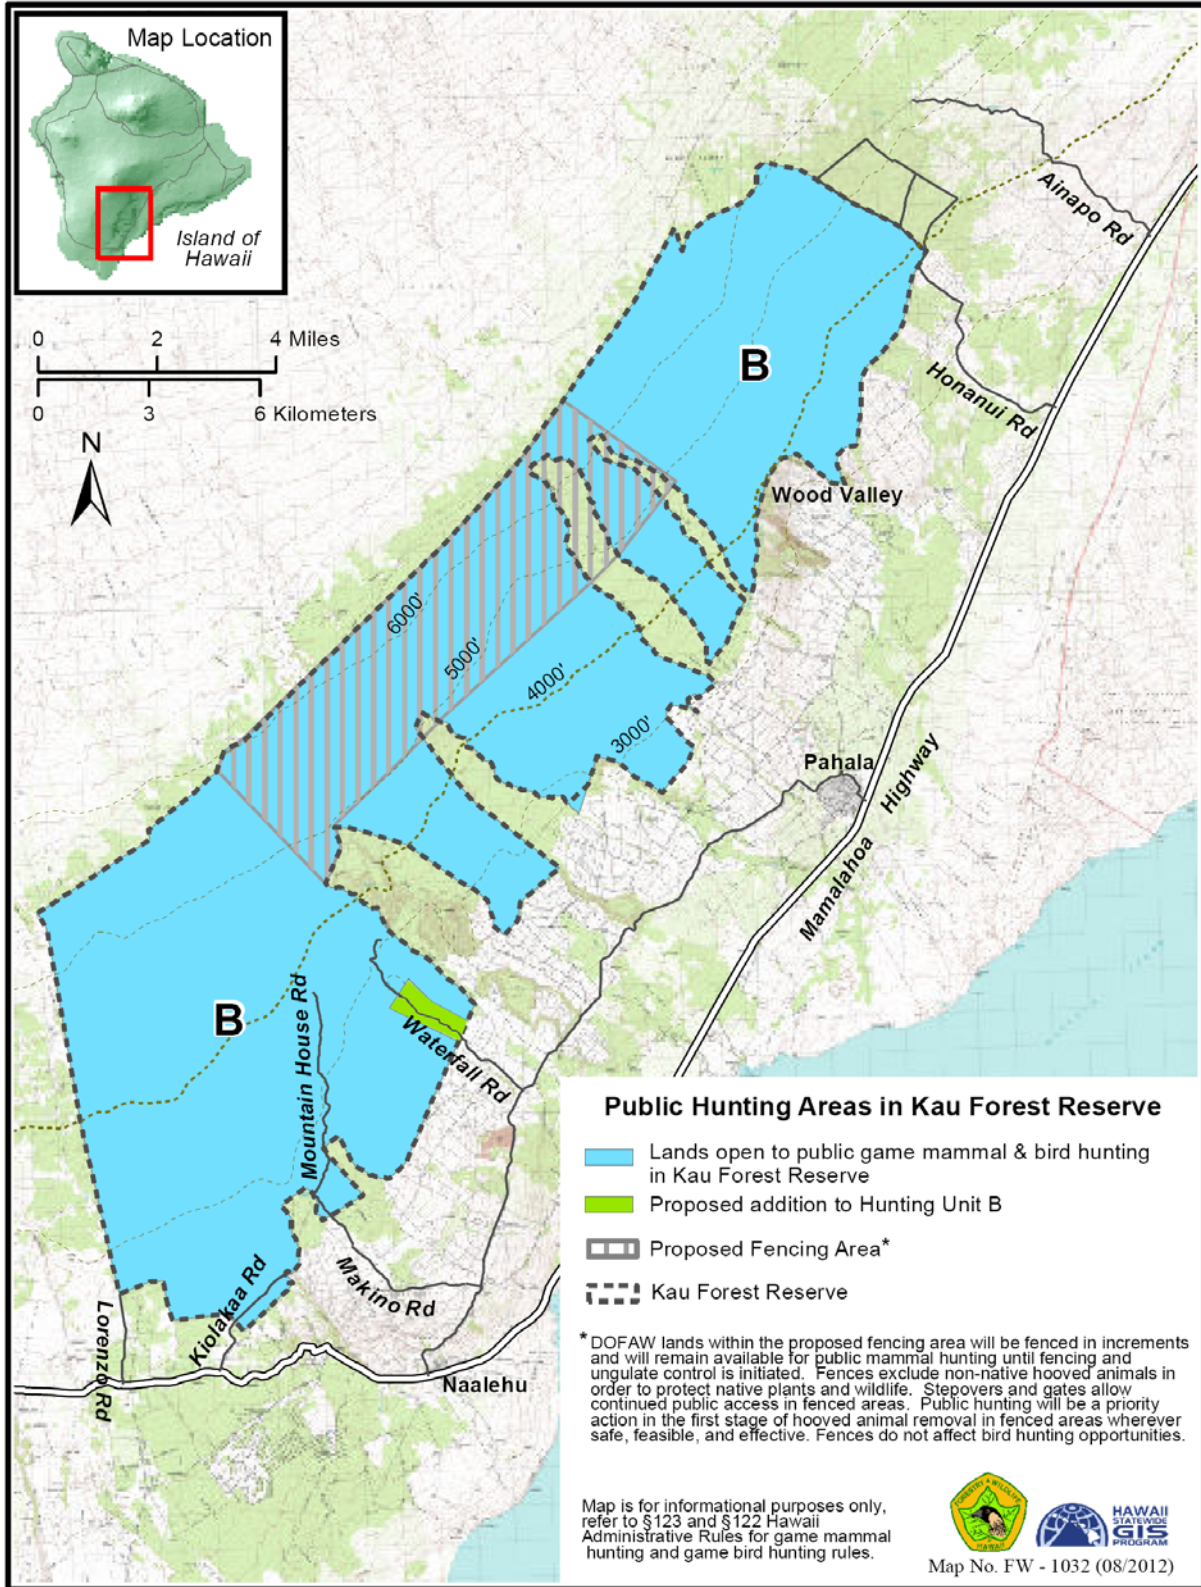 Map Location
Island of
Hawaii
0 2 4 Miles
0 3 6 Kilometers
N
Ainapo Rd
B
Honanui Rd
Wood Valley
6000'
5000'
4000'
3000'
Pahala
Mamalahoa Highway
B
Mountain House Rd
Waterfall Rd
Makino Rd
Kiolakaa Rd
Lorenzo Rd
Naalehu
Public Hunting Areas in Kau Forest Reserve
Lands open to public game mammal & bird hunting
in Kau Forest Reserve
Proposed addition to Hunting Unit B
Proposed Fencing Area*
Kau Forest Reserve
* DOFAW lands within the proposed fencing area will be fenced in increments
and will remain available for public mammal hunting until fencing and
ungulate control is initiated. Fences exclude non-native hooved animals in
order to protect native plants and wildlife. Stepovers and gates allow
continued public access in fenced areas. Public hunting will be a priority
action in the first stage of hooved animal removal in fenced areas wherever
safe, feasible, and effective. Fences do not affect bird hunting opportunities.
Map is for informational purposes only,
refer to §123 and §122 Hawaii
Administrative Rules for game mammal
hunting and game bird hunting rules.
FORESTRY & WILDLIFE
HAWAII
HAWAII
STATEWIDE
GIS
PROGRAM
Map No. FW - 1032 (08/2012)